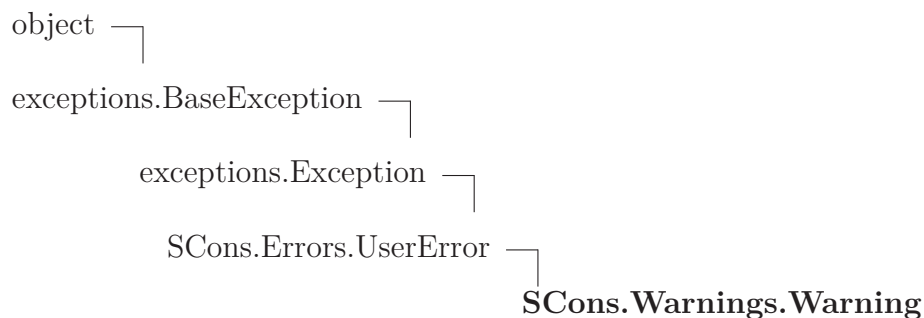 object
exceptions.BaseException
exceptions.Exception
SCons.Errors.UserError
SCons.Warnings.Warning